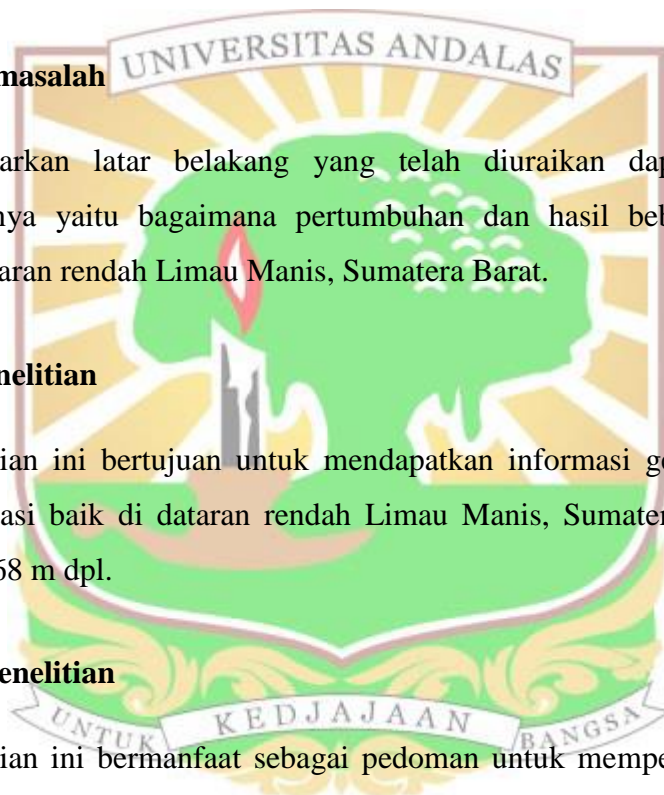 UNIVERSITAS ANDALAS
masalah
arkan latar belakang yang telah diuraikan dap
nya yaitu bagaimana pertumbuhan dan hasil beb
aran rendah Limau Manis, Sumatera Barat.
nelitian
ian ini bertujuan untuk mendapatkan informasi g
asi baik di dataran rendah Limau Manis, Sumater
68 m dpl.
enelitian
UNTUK KEDJAJAAN BANGSA
ian ini bermanfaat sebagai pedoman untuk mempe